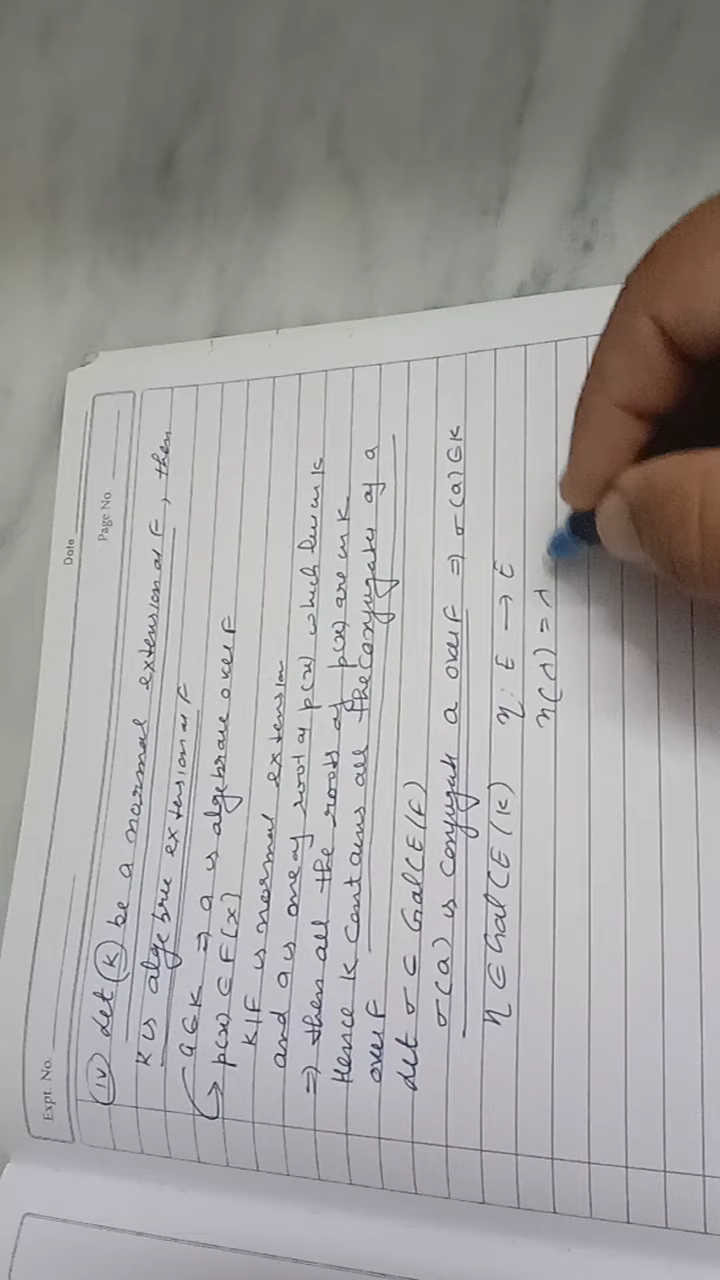 Expt. No.
Date
Page No
(iv) Let K be a normal extension of F, then
K is algebraic extension of F
a ∈ K ⇒ a is algebraic over F
→ p(x) ∈ F[x]
K|F is normal extension
and a is one of root of p(x) which lies in K
⇒ then all the roots of p(x) are in K
Hence K contains all the conjugates of a
over F
Let σ ∈ Gal(E/F)
σ(a) is conjugate a over F ⇒ σ(a) ∈ K
η ∈ Gal(E/K) η: E → E
η(λ) = λ